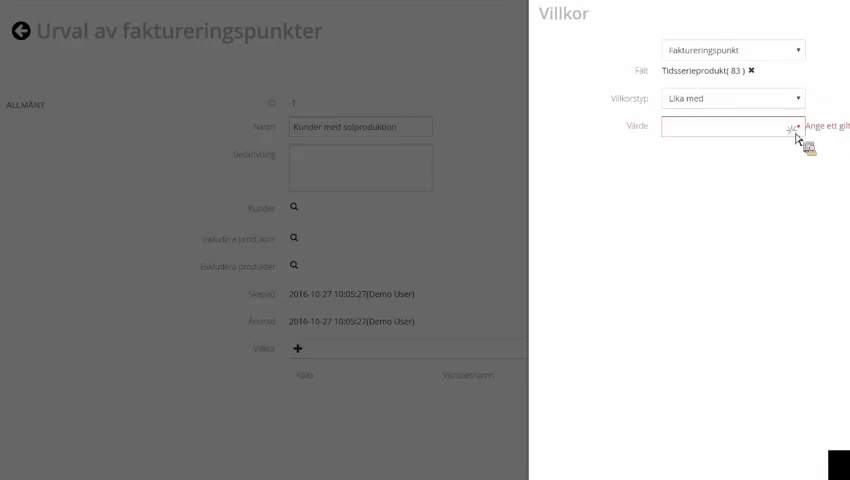 Urval av faktureringspunkter
ALLMÄNT
ID 1
Namn Kunder med solproduktion
Beskrivning
Kunder
Inkludera produkter
Exkludera produkter
Skapad 2016-10-27 10:05:27(Demo User)
Ändrad 2016-10-27 10:05:27(Demo User)
Villkor
Källa Visningsnamn
Villkor
Faktureringspunkt
Fält Tidsserieprodukt( 83 )
Villkorstyp Lika med
Värde Ange ett gilt